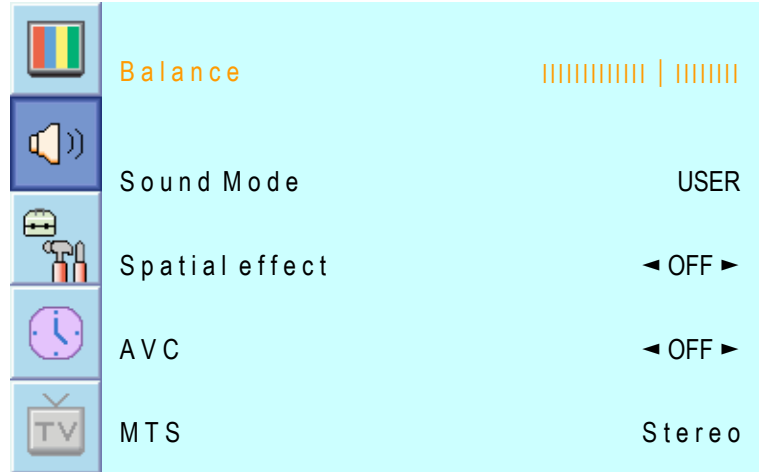 Balance
Sound Mode USER
Spatial effect ◄ OFF ►
AVC ◄ OFF ►
TV
MTS Stereo